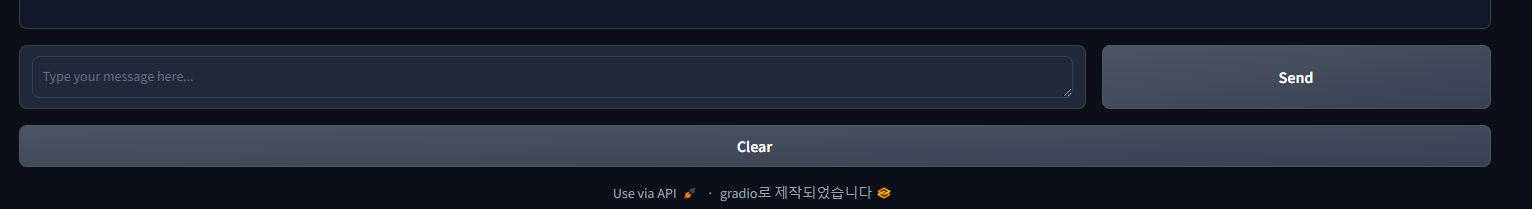 Type your message here...
Send
Clear
Use via API 🚀 · gradio로 제작되었습니다